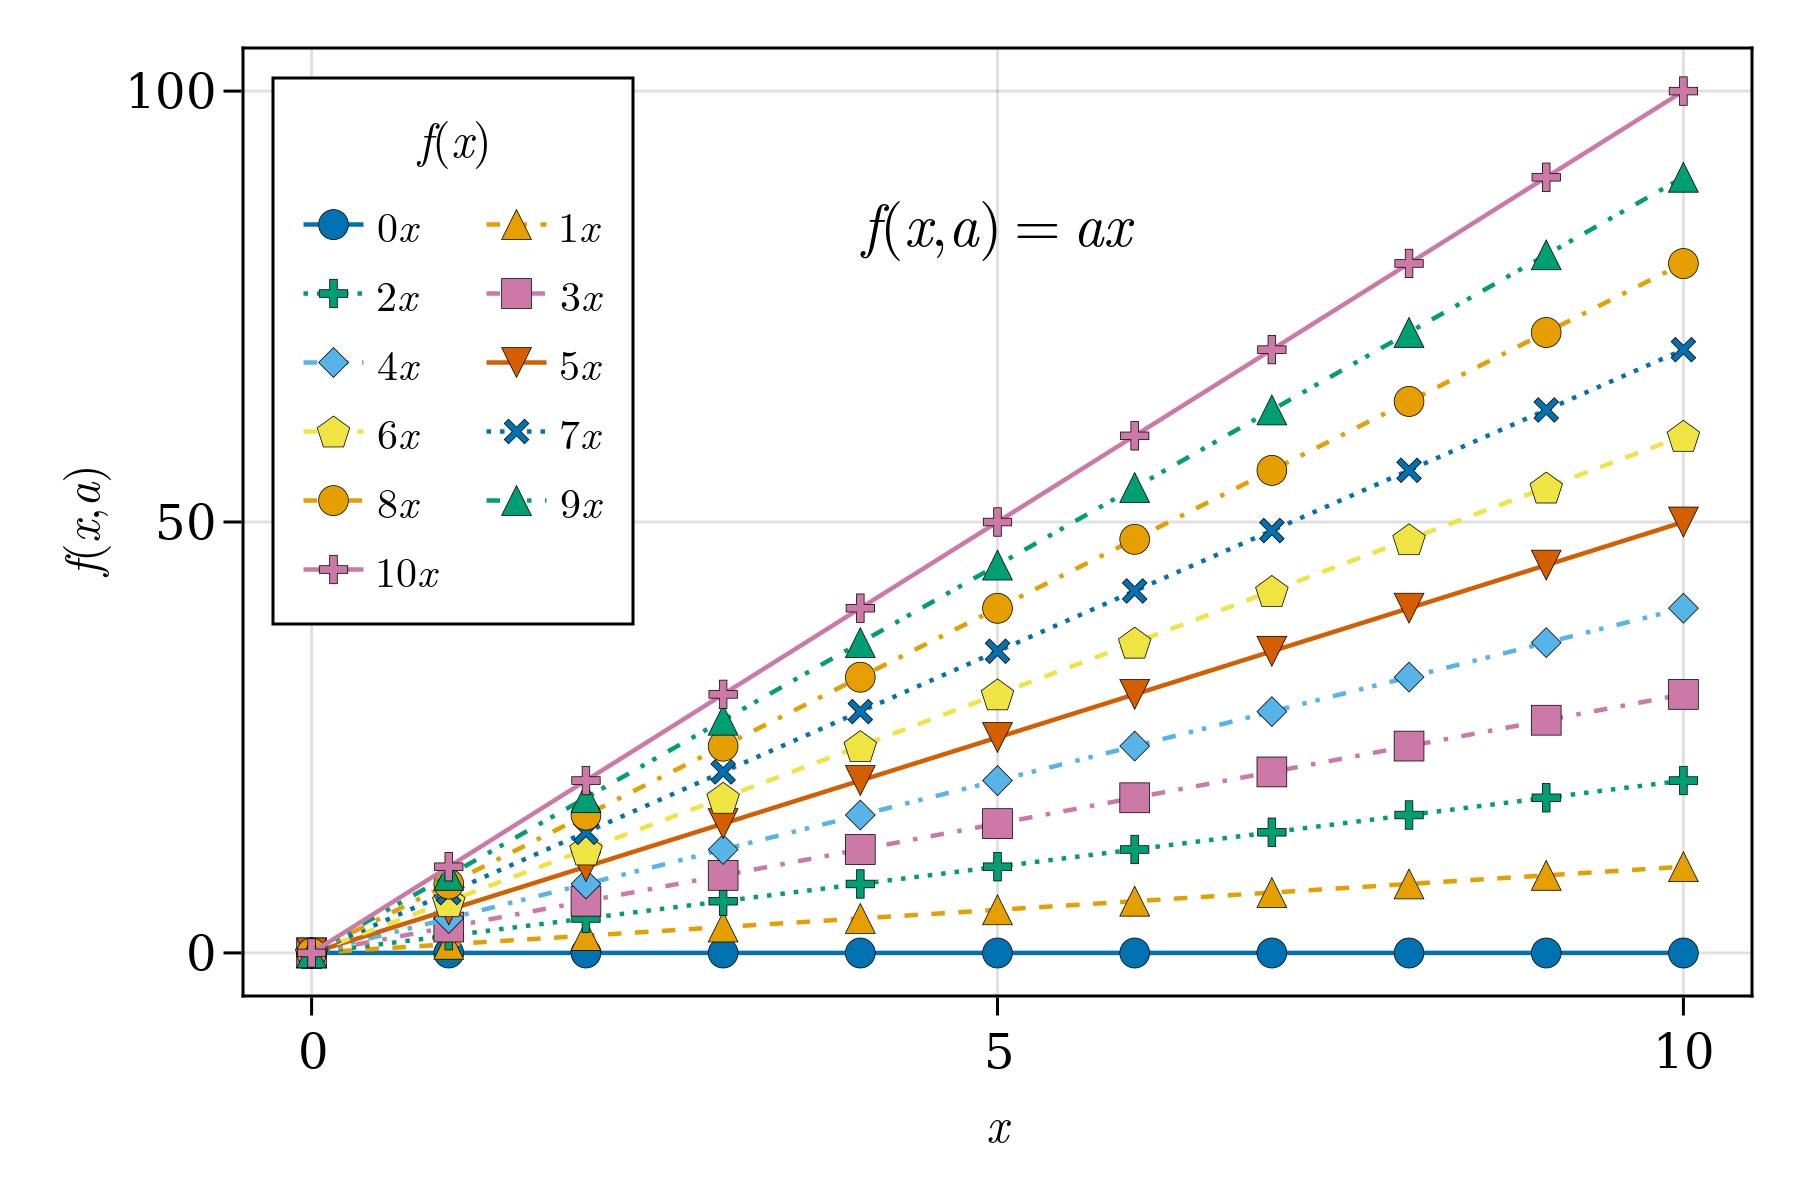 100
50
0
f(x,a)
f(x)
0x 1x
2x 3x
4x 5x
6x 7x
8x 9x
10x
f(x,a) = ax
0 5 10
x